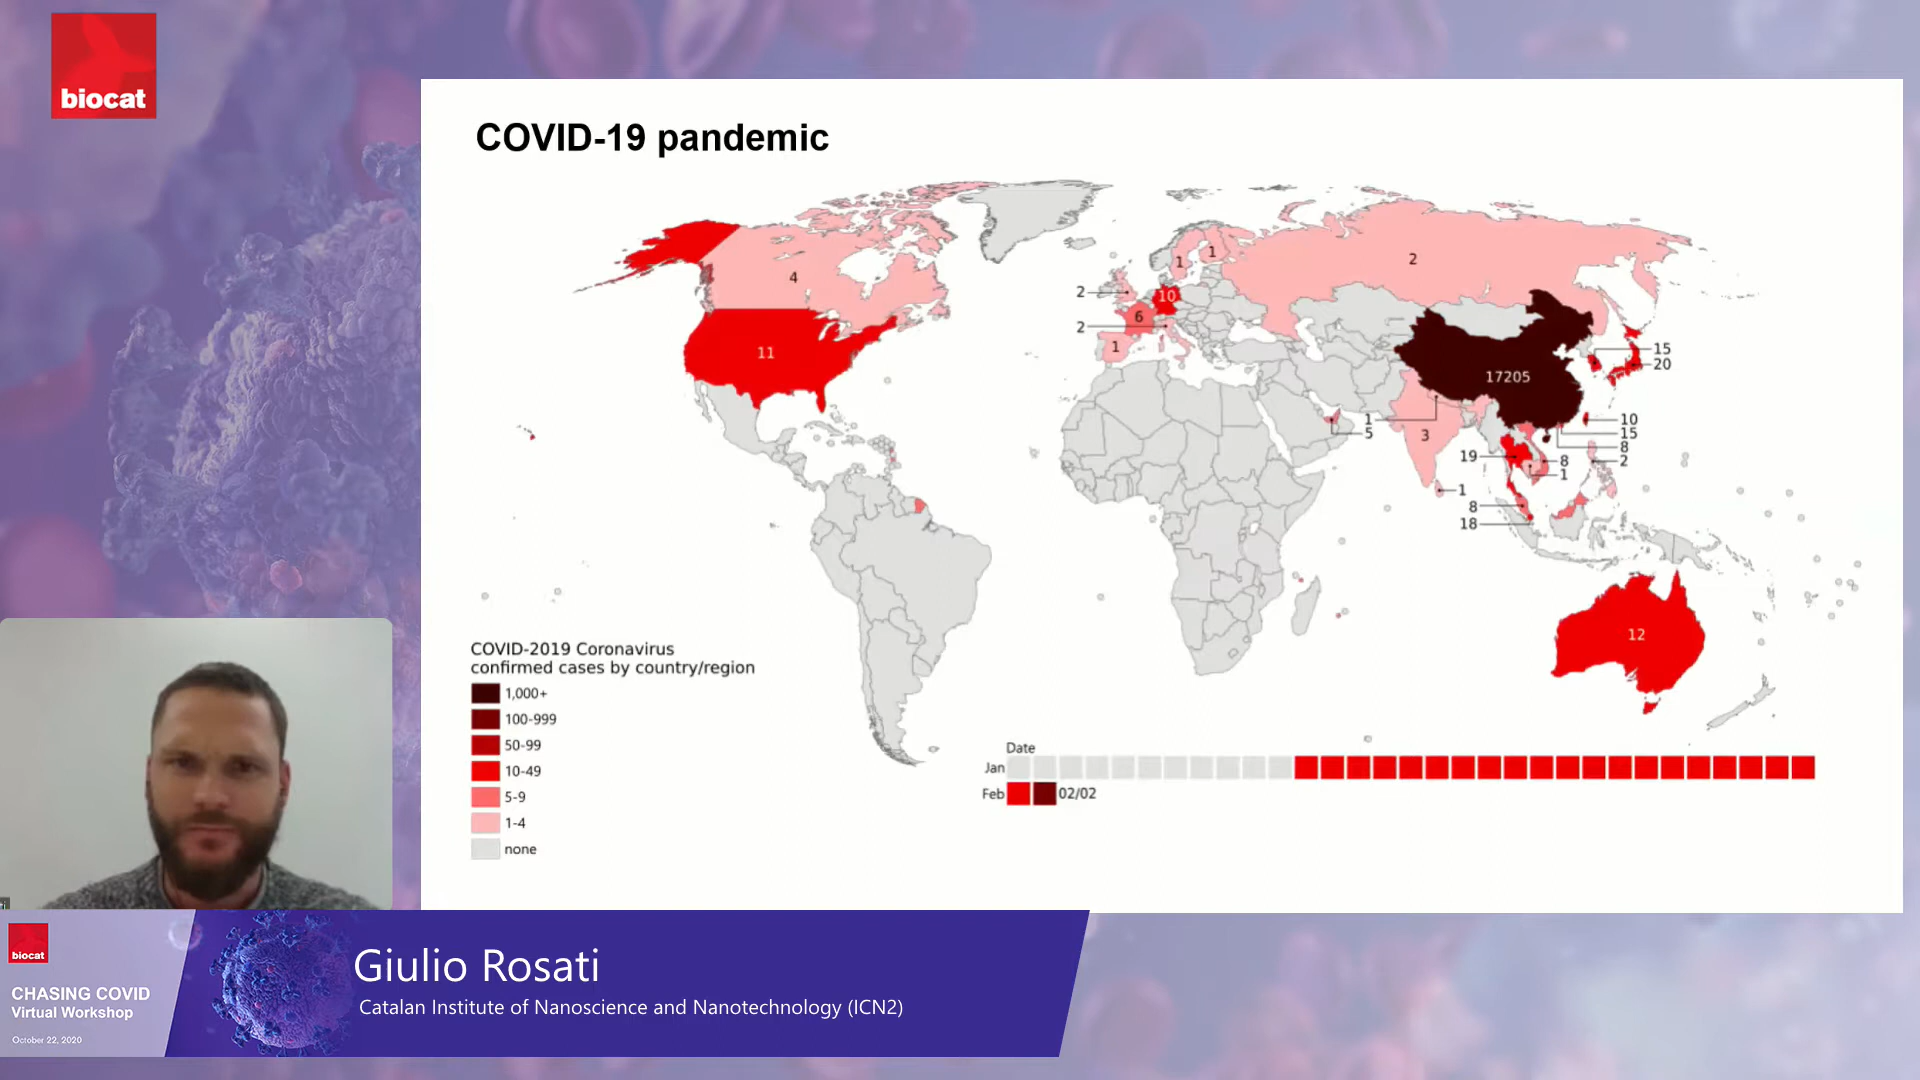 biocat
COVID-19 pandemic
4
11
2
2
10
6
1
1
1
2
17205
15
20
1
5
3
10
15
8
2
19
8
1
1
8
18
12
COVID-2019 Coronavirus
confirmed cases by country/region
1,000+
100-999
50-99
10-49
5-9
1-4
none
Date
Jan
Feb 02/02
biocat
CHASING COVID
Virtual Workshop
October 22, 2020
Giulio Rosati
Catalan Institute of Nanoscience and Nanotechnology (ICN2)